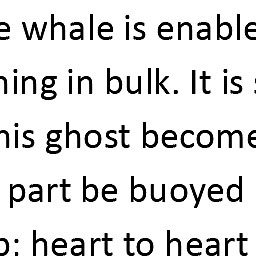 e whale is enable
ning in bulk. It is s
his ghost become
part be buoyed
p: heart to heart